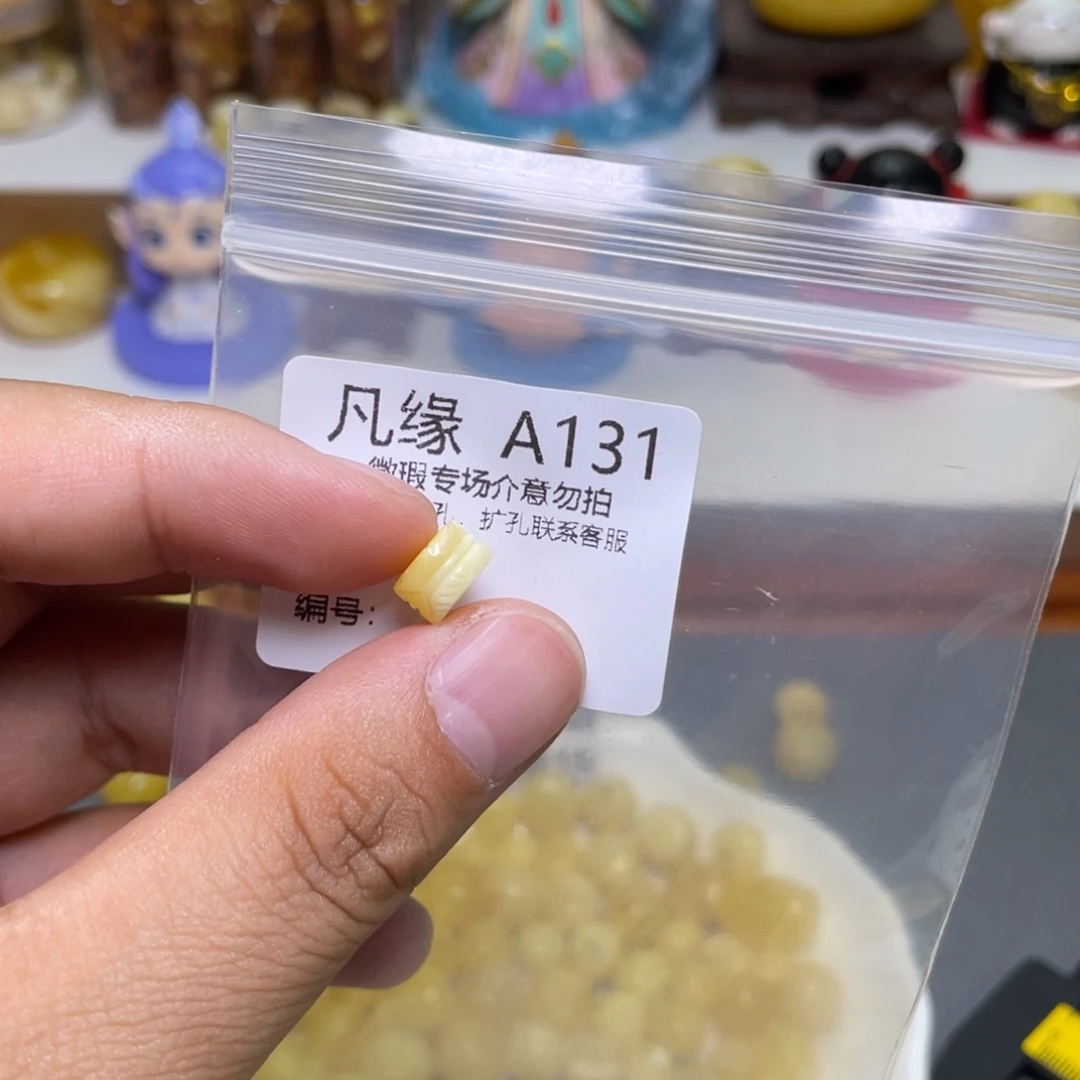 凡缘 A131
微瑕专场介意勿拍
孔、扩孔联系客服
编号：